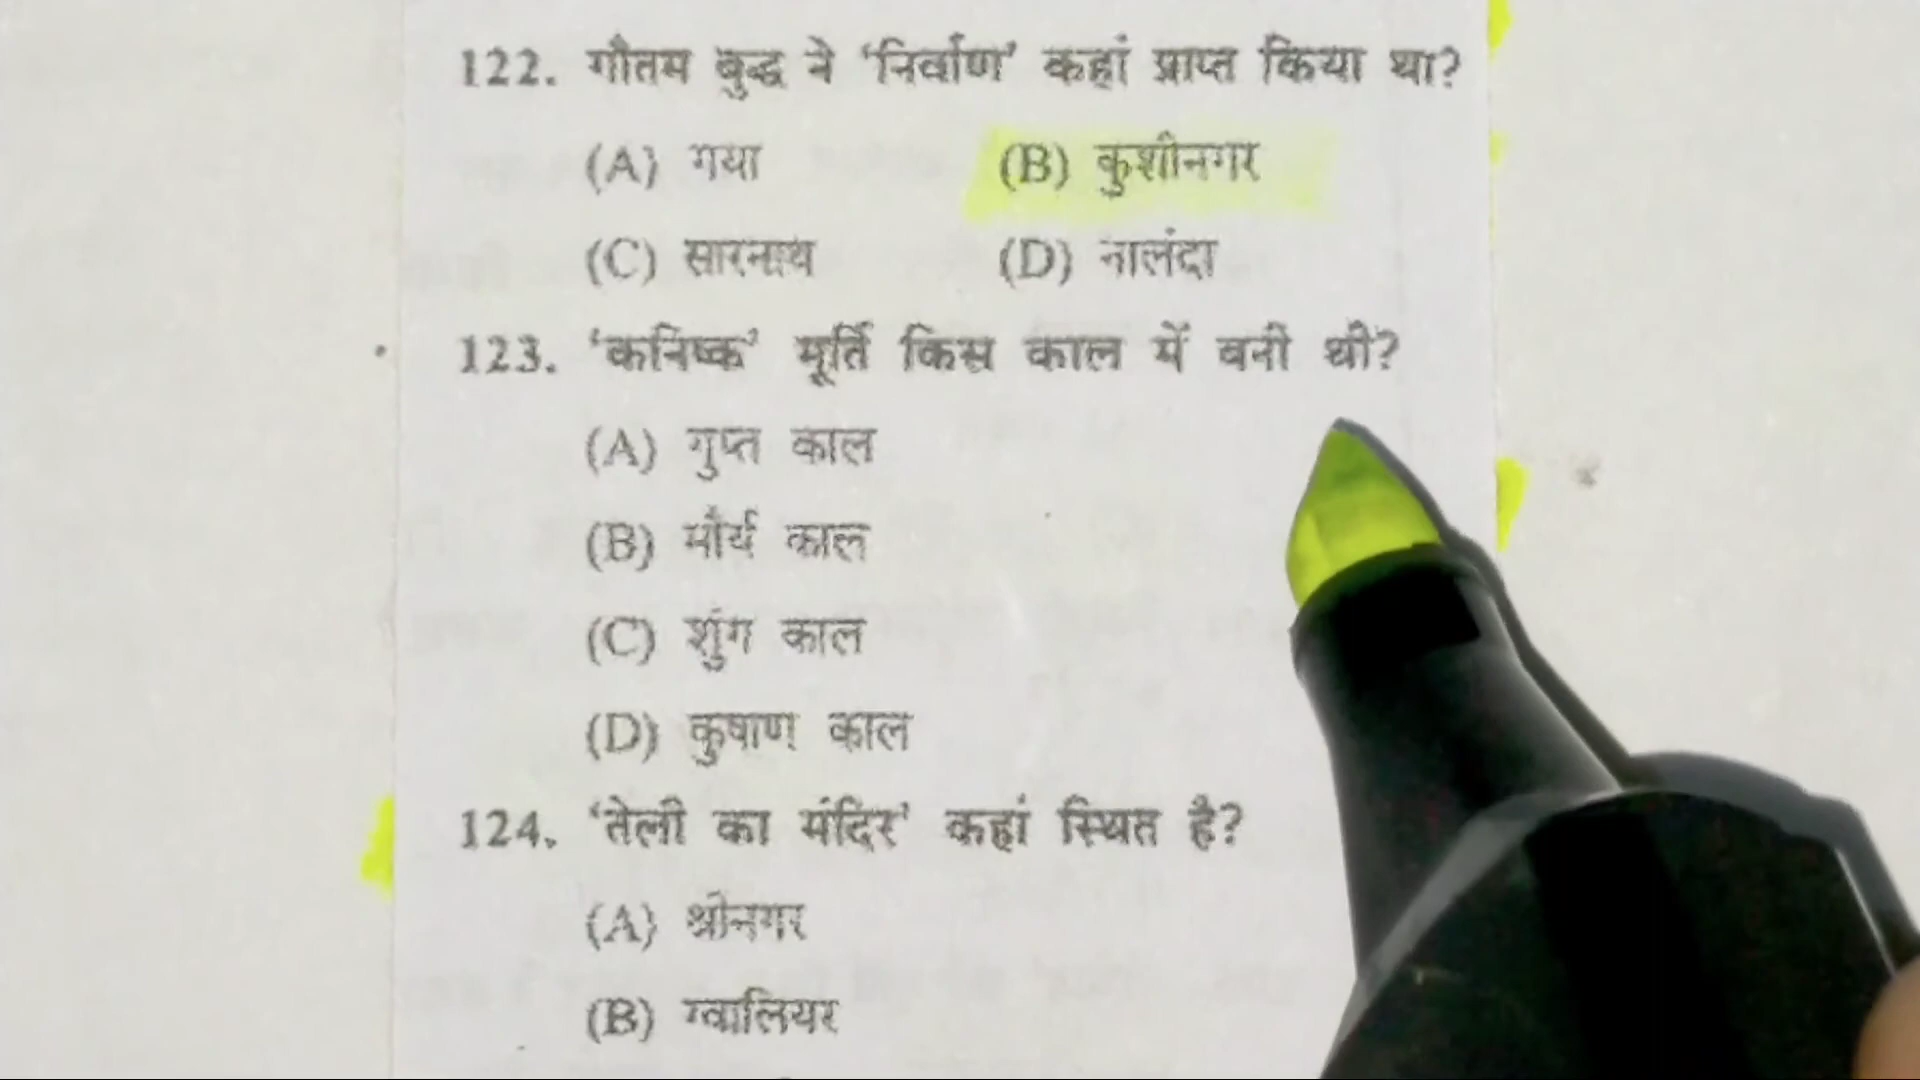 122. गौतम बुद्ध ने ‘निर्वाण’ कहां प्राप्त किया था?
(A) गया (B) कुशीनगर
(C) सारनाथ (D) नालंदा
123. ‘कनिष्क’ मूर्ति किस काल में बनी थी?
(A) गुप्त काल
(B) मौर्य काल
(C) शुंग काल
(D) कुषाण काल
124. ‘तेली का मंदिर’ कहां स्थित है?
(A) श्रीनगर
(B) ग्वालियर